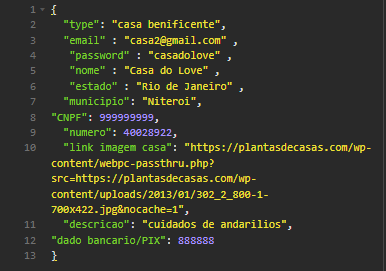 1 {
2 "type": "casa benificente",
3 "email" : "casa2@gmail.com" ,
4 "password" : "casadolove" ,
5 "nome" : "Casa do Love" ,
6 "estado" : "Rio de Janeiro" ,
7 "municipio": "Niteroi",
8 "CNPF": 999999999,
9 "numero": 40028922,
10 "link imagem casa": "https://plantasdecasas.com/wp-
content/webpc-passthru.php?
src=https://plantasdecasas.com/wp-
content/uploads/2013/01/302_2_800-1-
700x422.jpg&nocache=1",
11 "descricao": "cuidados de andarilios",
12 "dado bancario/PIX": 888888
13 }